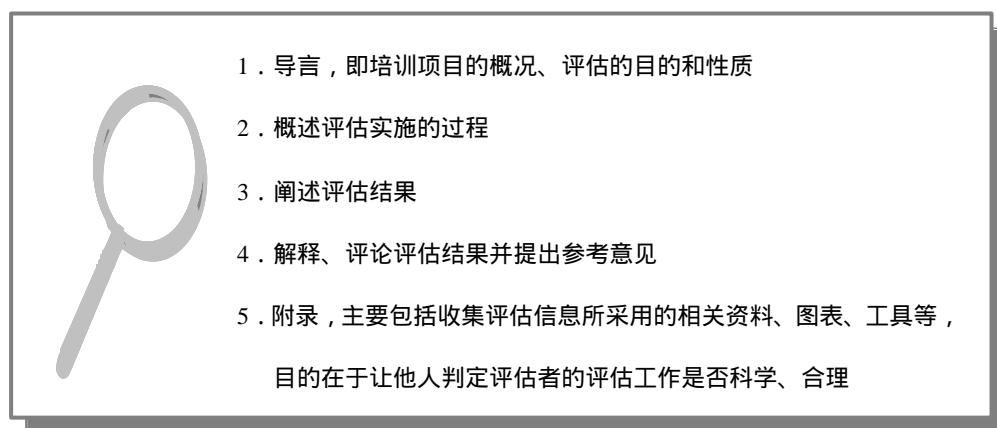 1．导言，即培训项目的概况、评估的目的和性质
2．概述评估实施的过程
3．阐述评估结果
4．解释、评论评估结果并提出参考意见
5．附录，主要包括收集评估信息所采用的相关资料、图表、工具等，
目的在于让他人判定评估者的评估工作是否科学、合理